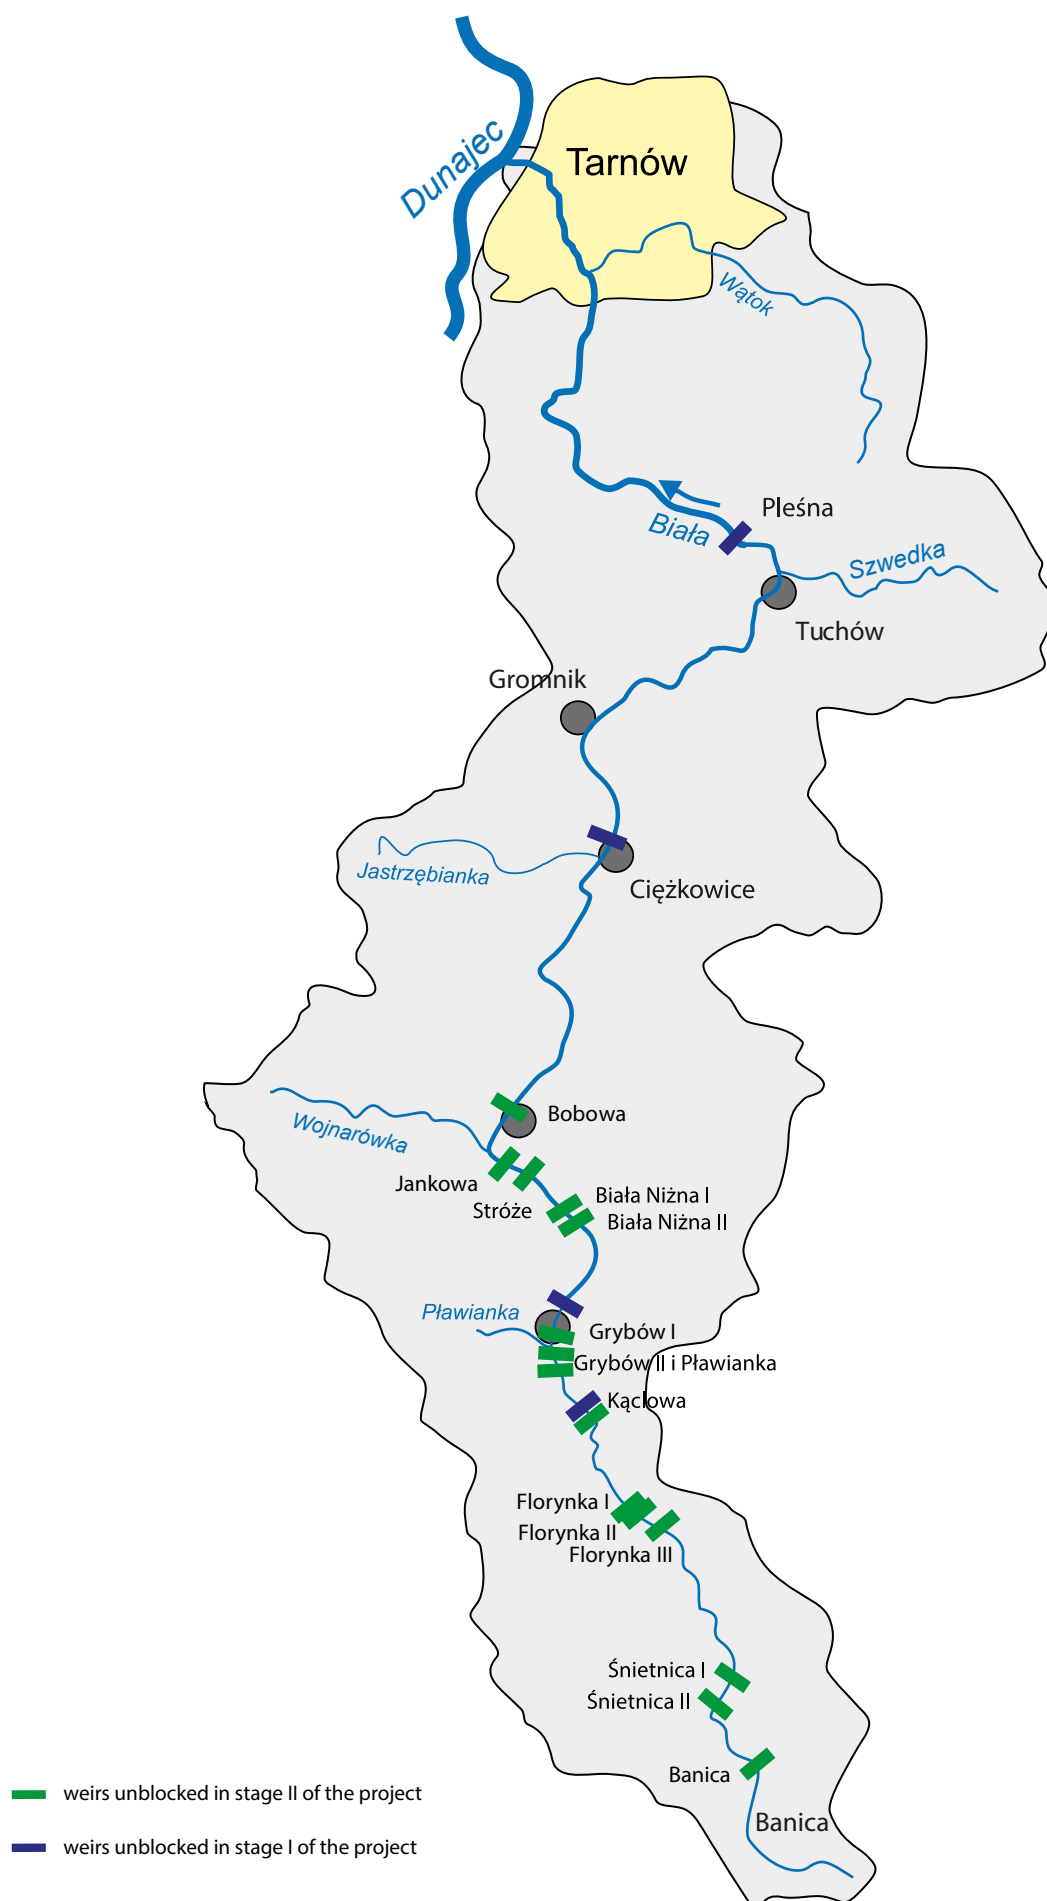 Dunajec
Tarnów
Wątok
Pleśna
Biała
Szwedka
Tuchów
Gromnik
Jastrzębianka
Ciężkowice
Bobowa
Wojnarówka
Jankowa
Stróże
Biała Niżna I
Biała Niżna II
Pławianka
Grybów I
Grybów II i Pławianka
Kąclowa
Florynka I
Florynka II
Florynka III
Śnietnica I
Śnietnica II
Banica
Banica
weirs unblocked in stage II of the project
weirs unblocked in stage I of the project